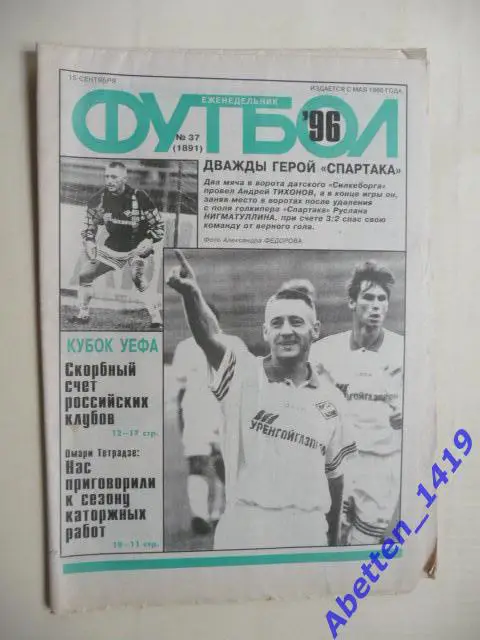 15 СЕНТЯБРЯ
ИЗДАЕТСЯ С МАЯ 1960 ГОДА
ЕЖЕНЕДЕЛЬНИК
ФУТБОЛ
'96
№ 37
(1891)
ДВАЖДЫ ГЕРОЙ «СПАРТАКА»
Два мяча в ворота датского «Силкеборга»
провел Андрей ТИХОНОВ, а в конце игры он,
заняв место в воротах после удаления
с поля голкипера «Спартака» Руслана
НИГМАТУЛЛИНА, при счете 3:2 спас свою
команду от верного гола.
Фото Александра ФЕДОРОВА
КУБОК УЕФА
Скорбный
счет
российских
клубов
12—17 стр.
Омари Тетрадзе:
Нас
приговорили
к сезону
каторжных
работ
10—11 стр.
УРЕНГОЙГАЗПРОМ
Abetten_1419